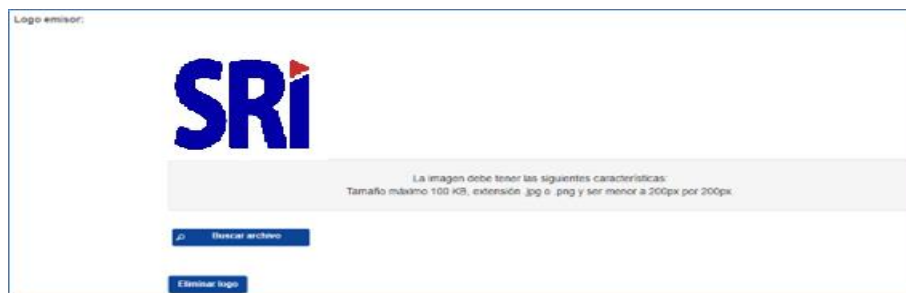 Logo emisor:
SRi
La imagen debe tener las siguientes características:
Tamaño máximo 100 KB, extensión .jpg o .png y ser menor a 200px por 200px
Buscar archivo
Eliminar logo